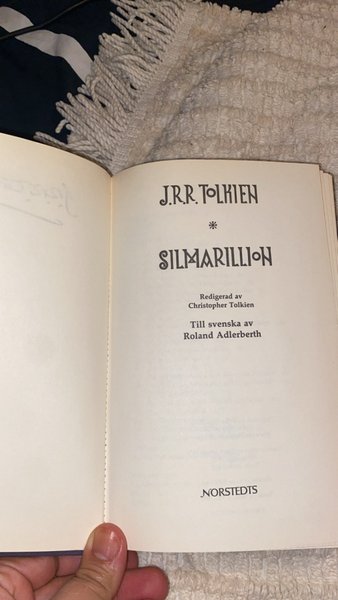 J.R.R. TOLKIEN
*
SILMARILLION
Redigerad av
Christopher Tolkien
Till svenska av
Roland Adlerberth
NORSTEDTS